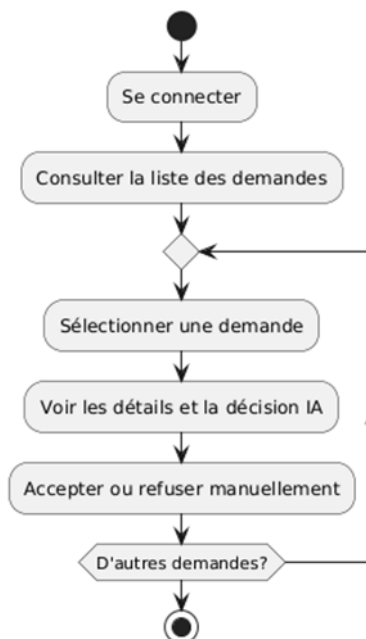 Se connecter
Consulter la liste des demandes
Sélectionner une demande
Voir les détails et la décision IA
Accepter ou refuser manuellement
D'autres demandes?